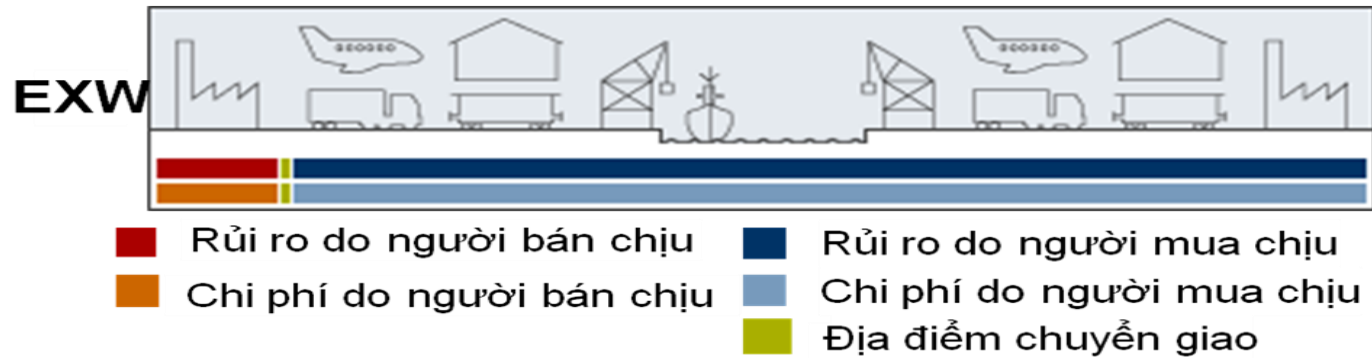 EXW
Rủi ro do người bán chịu
Rủi ro do người mua chịu
Chi phí do người bán chịu
Chi phí do người mua chịu
Địa điểm chuyển giao